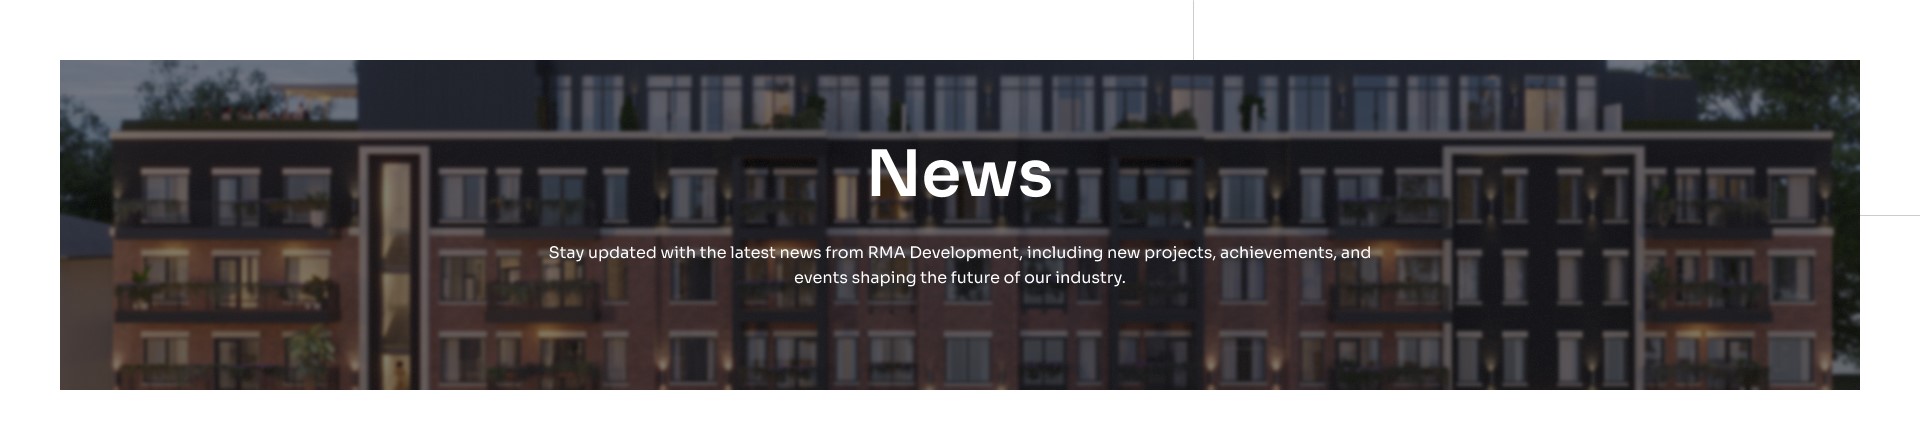 News
Stay updated with the latest news from RMA Development, including new projects, achievements, and
events shaping the future of our industry.